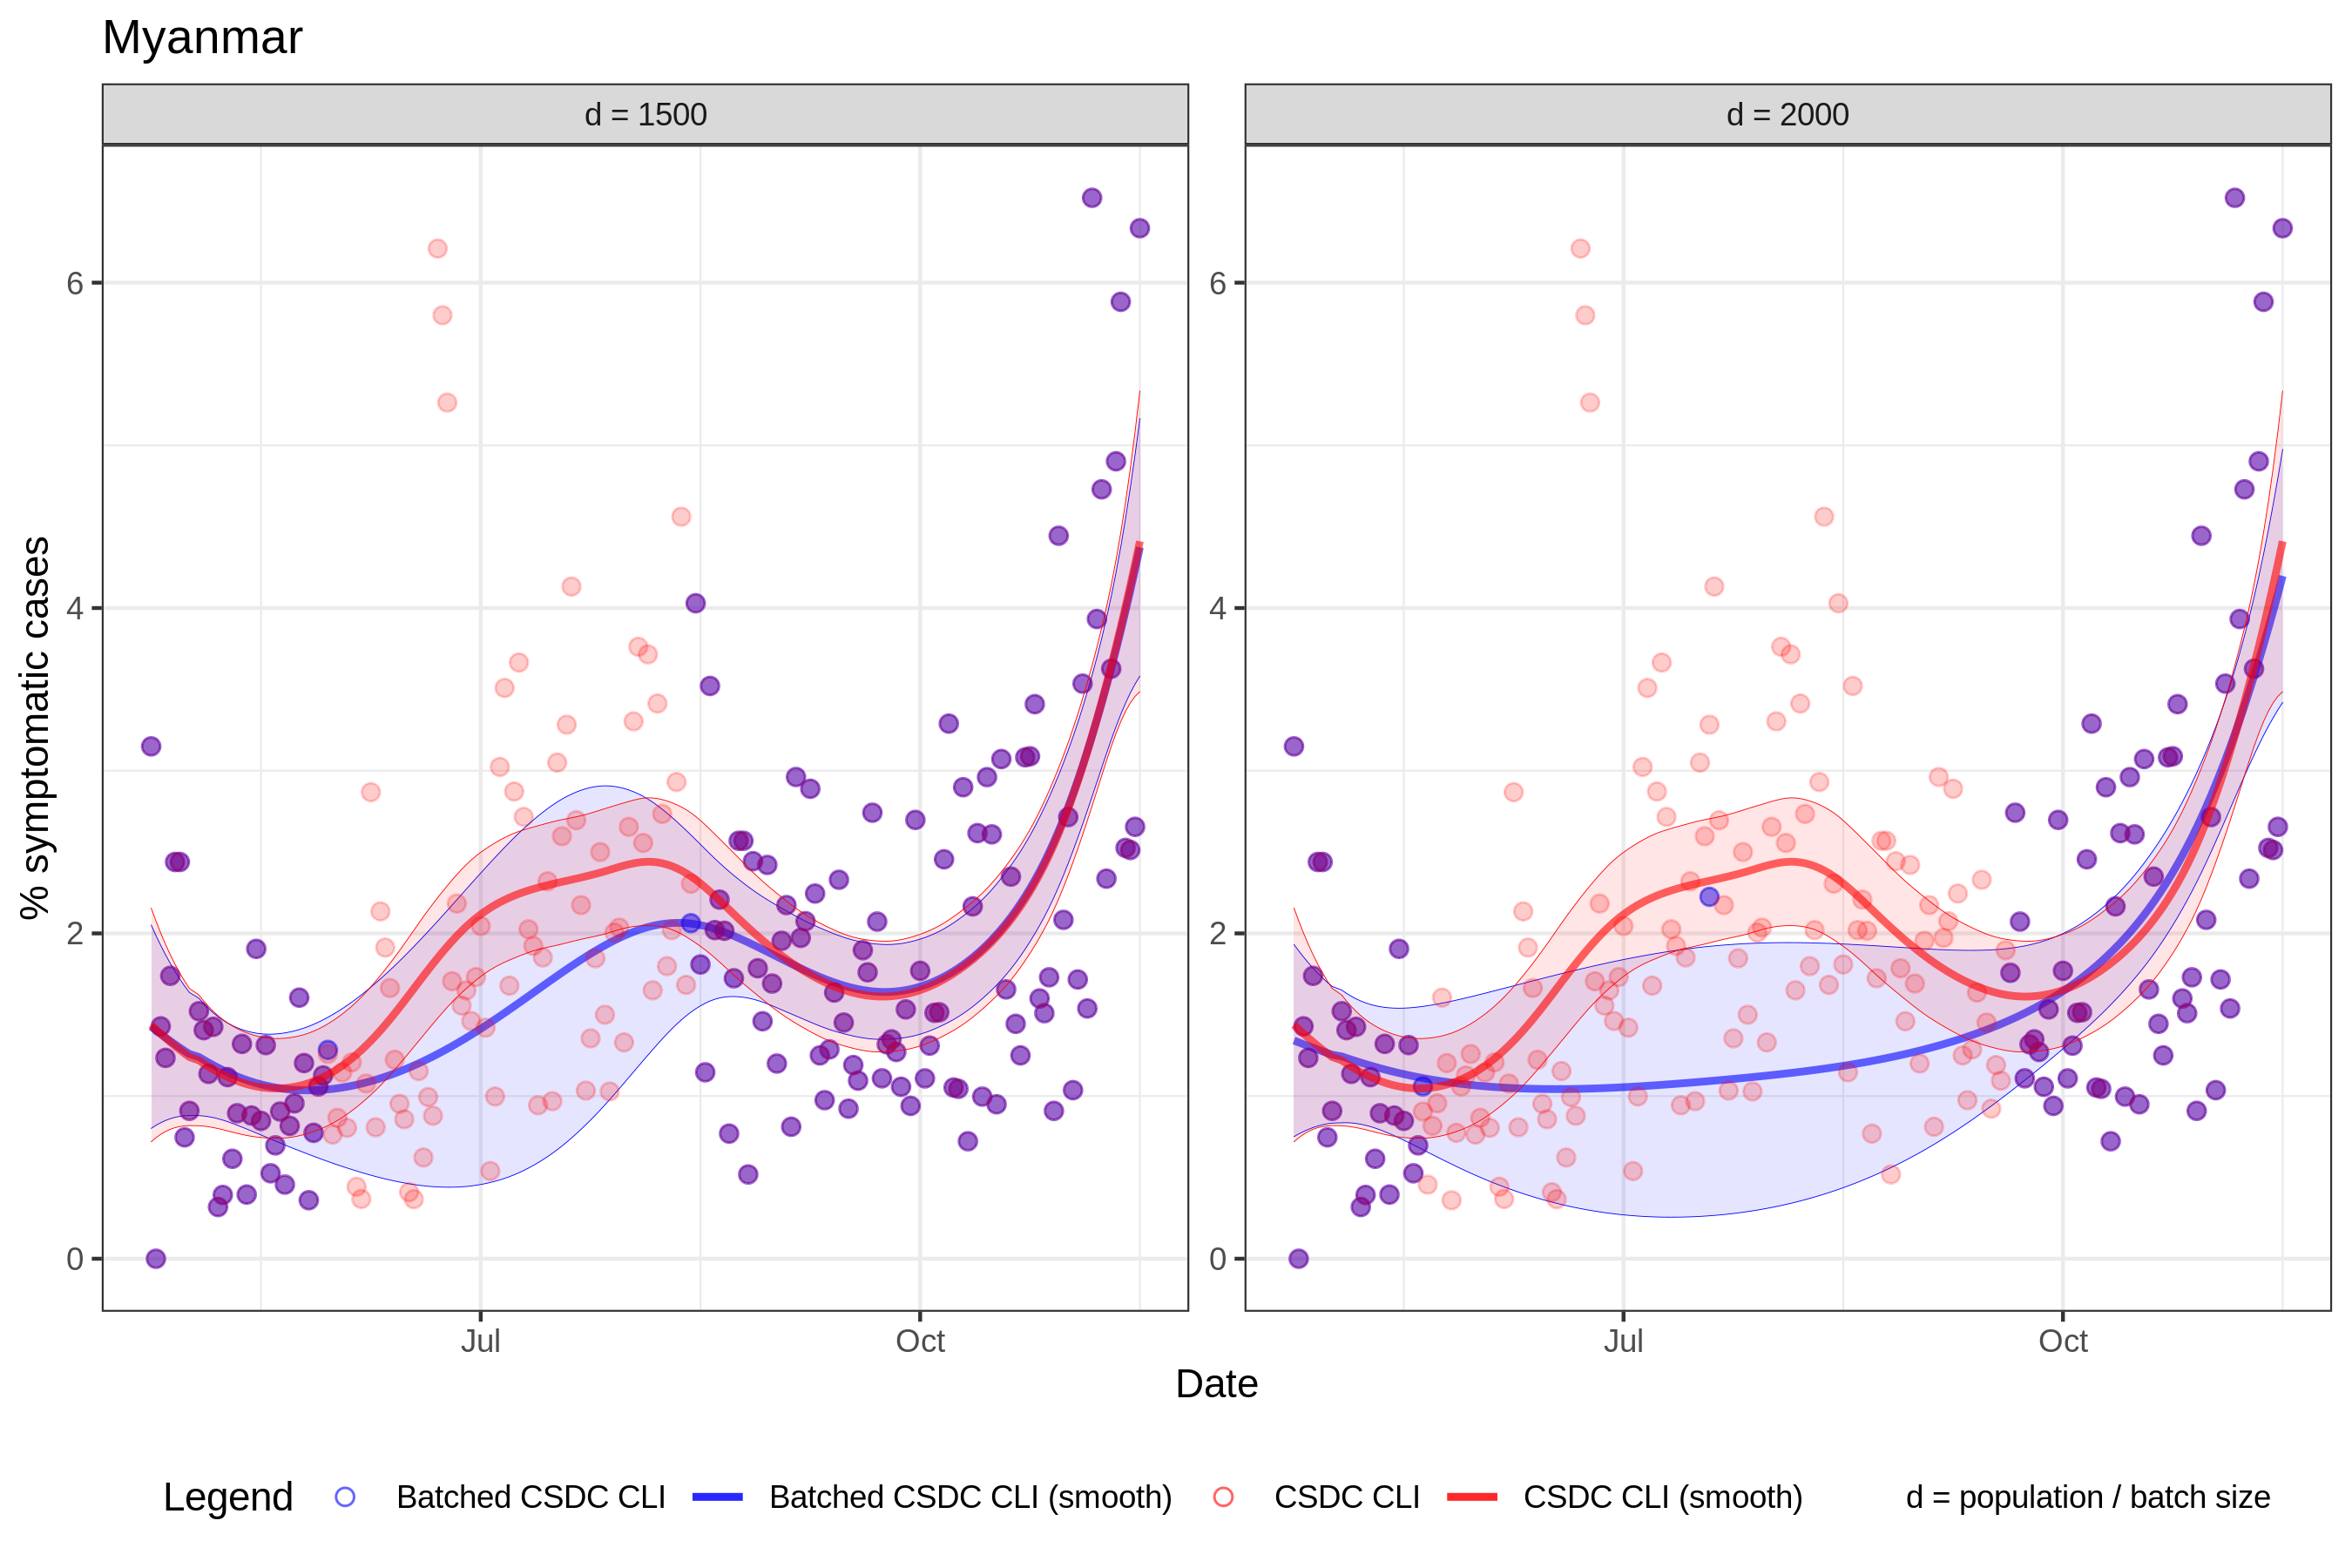 Myanmar
d = 1500
d = 2000
% symptomatic cases
6
4
2
0
6
4
2
0
Jul
Oct
Jul
Oct
Date
Legend
Batched CSDC CLI
Batched CSDC CLI (smooth)
CSDC CLI
CSDC CLI (smooth)
d = population / batch size